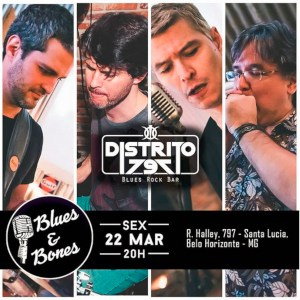 DISTRITO
797
Blues Rock Bar
Blues
&
Bones
SEX
22 MAR
20H
R. Halley, 797 - Santa Lucia.
Belo Horizonte - MG